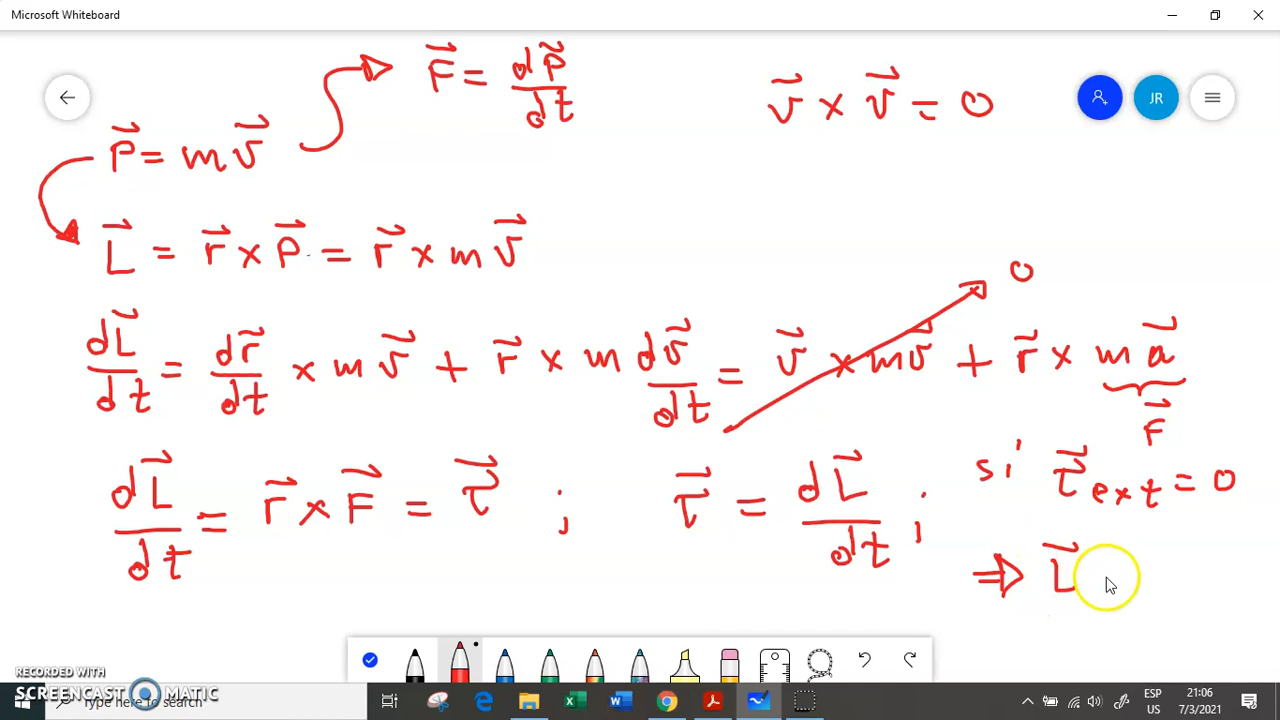 Microsoft Whiteboard
F⃗ = dP⃗/dt
v⃗ × v⃗ = 0
JR
P⃗ = mv⃗
L⃗ = r⃗ × P⃗ = r⃗ × mv⃗
0
dL⃗/dt = dr⃗/dt × mv⃗ + r⃗ × m dv⃗/dt = v⃗ × mv⃗ + r⃗ × ma⃗
F⃗
dL⃗/dt = r⃗ × F⃗ = τ⃗ ; τ⃗ = dL⃗/dt ; si τ⃗ext = 0
⇒ L⃗
RECORDED WITH
SCREENCAST MATIC
Type here to search
ESP
US
21:06
7/3/2021